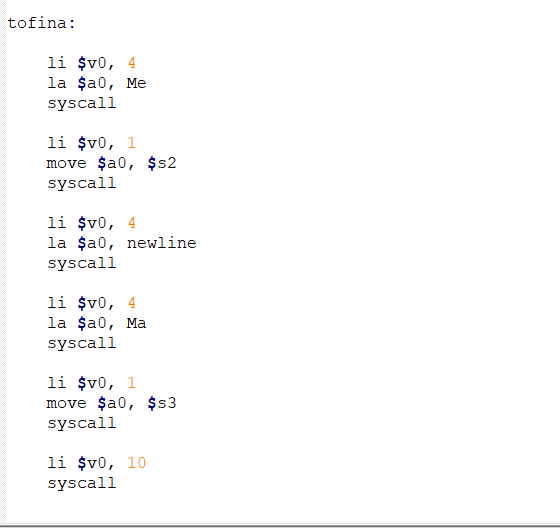 tofina:
li $v0, 4
la $a0, Me
syscall
li $v0, 1
move $a0, $s2
syscall
li $v0, 4
la $a0, newline
syscall
li $v0, 4
la $a0, Ma
syscall
li $v0, 1
move $a0, $s3
syscall
li $v0, 10
syscall